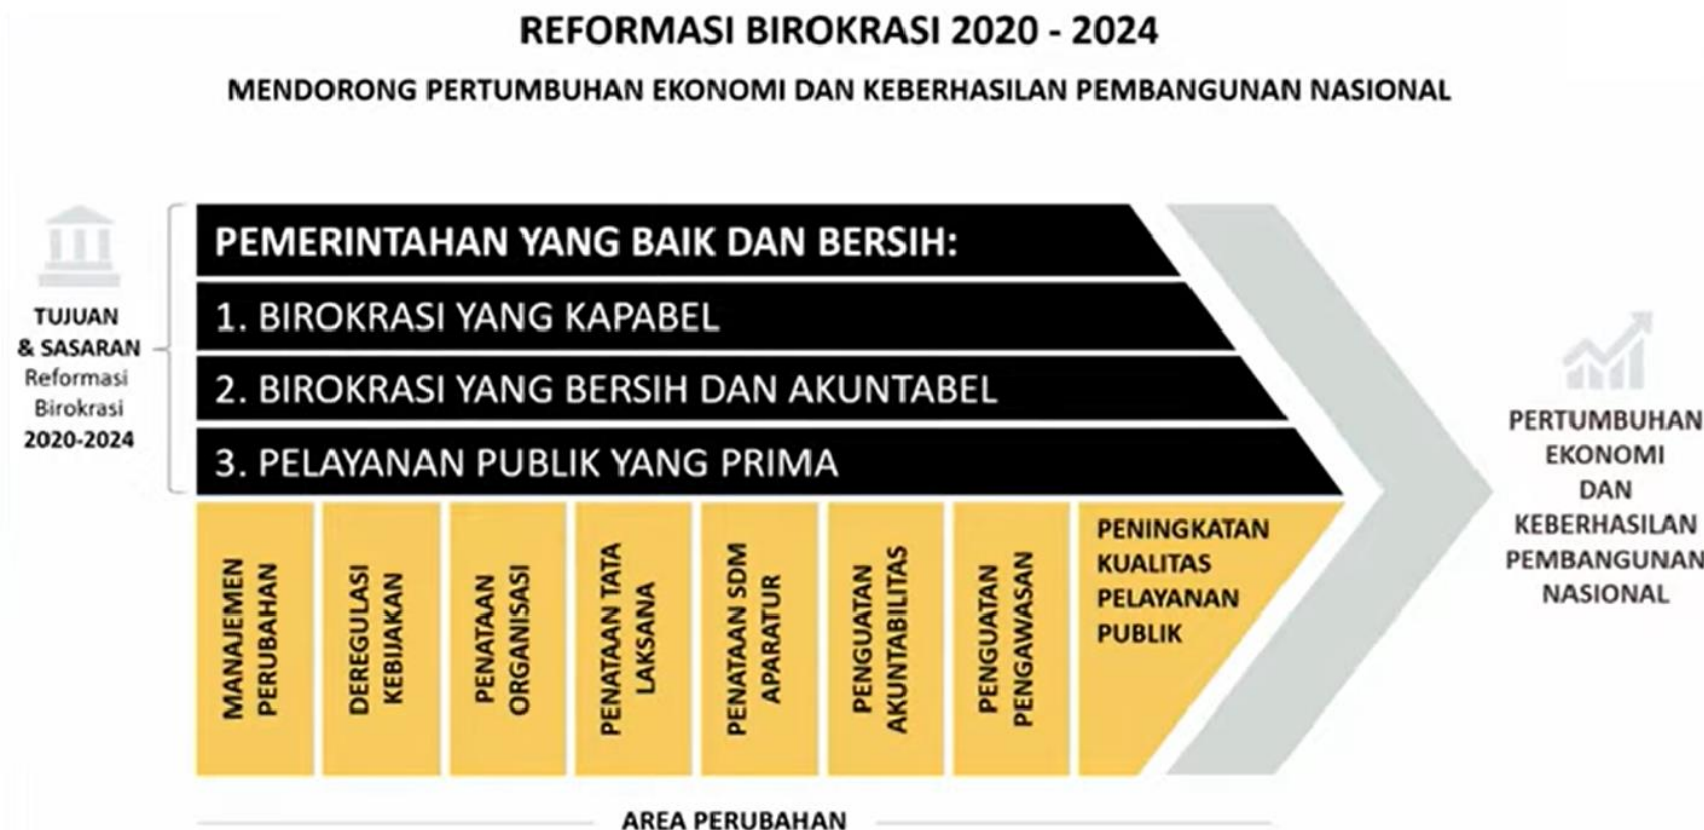 REFORMASI BIROKRASI 2020 - 2024
MENDORONG PERTUMBUHAN EKONOMI DAN KEBERHASILAN PEMBANGUNAN NASIONAL
TUJUAN
& SASARAN
Reformasi
Birokrasi
2020-2024
PEMERINTAHAN YANG BAIK DAN BERSIH:
1. BIROKRASI YANG KAPABEL
2. BIROKRASI YANG BERSIH DAN AKUNTABEL
3. PELAYANAN PUBLIK YANG PRIMA
MANAJEMEN
PERUBAHAN
DEREGULASI
KEBIJAKAN
PENATAAN
ORGANISASI
PENATAAN TATA
LAKSANA
PENATAAN SDM
APARATUR
PENGUATAN
AKUNTABILITAS
PENGUATAN
PENGAWASAN
PENINGKATAN
KUALITAS
PELAYANAN
PUBLIK
PERTUMBUHAN
EKONOMI
DAN
KEBERHASILAN
PEMBANGUNAN
NASIONAL
AREA PERUBAHAN